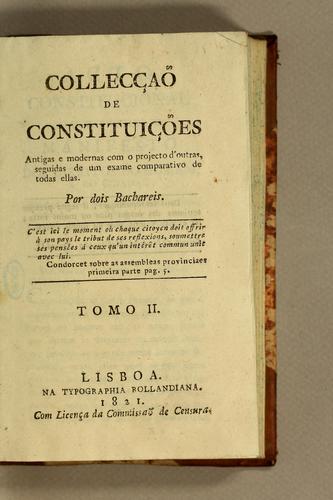 COLLECÇAÕ
DE
CONSTITUIÇÕES
Antigas e modernas com o projecto d'outras,
seguidas de um exame comparativo de
todas ellas.
Por dois Bachareis.
C'est ici le moment où chaque citoyen doit offrir
à son pays le tribut de ses reflexions, soumettre
ses pensées à ceux qu'un intérêt commun unit
avec lui.
Condorcet sobre as assembleas provinciaes
primeira parte pag. 5.
TOMO II.
LISBOA.
NA TYPOGRAPHIA ROLLANDIANA.
1821.
Com Licença da Commissaõ de Censura.